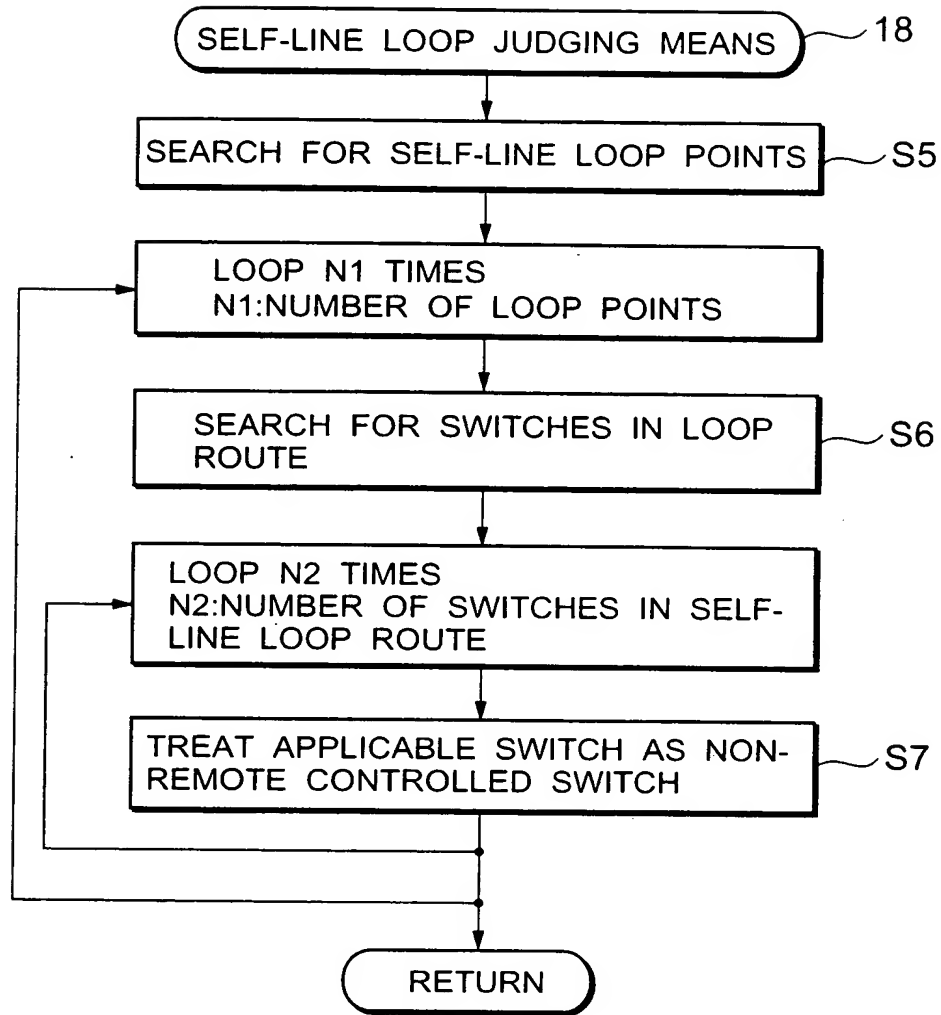 SELF-LINE LOOP JUDGING MEANS
18
SEARCH FOR SELF-LINE LOOP POINTS
S5
LOOP N1 TIMES
N1:NUMBER OF LOOP POINTS
SEARCH FOR SWITCHES IN LOOP
ROUTE
S6
LOOP N2 TIMES
N2:NUMBER OF SWITCHES IN SELF-
LINE LOOP ROUTE
TREAT APPLICABLE SWITCH AS NON-
REMOTE CONTROLLED SWITCH
S7
RETURN